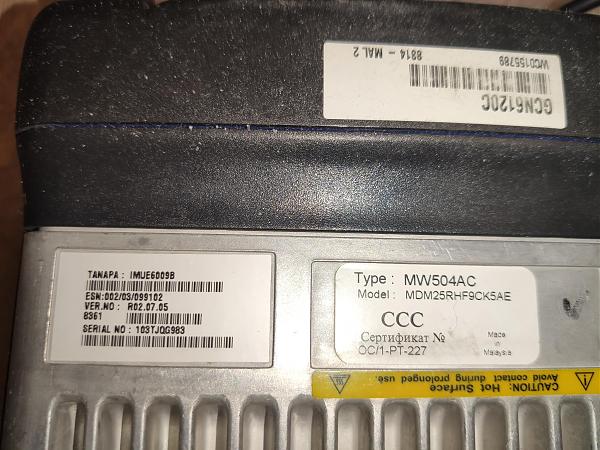 GCN6120C
8814 - MAL 2
WC0155789
TANAPA : IMUE6009B
ESN:002/03/099102
VER.NO : R02.07.05
8361
SERIAL NO : 103TJQG983
Type : MW504AC
Model : MDM25RHF9CK5AE
CCC
Сертификат №
ОС/1-РТ-227
Made
in
Malaysia
CAUTION: Hot Surface
Avoid contact during prolonged use